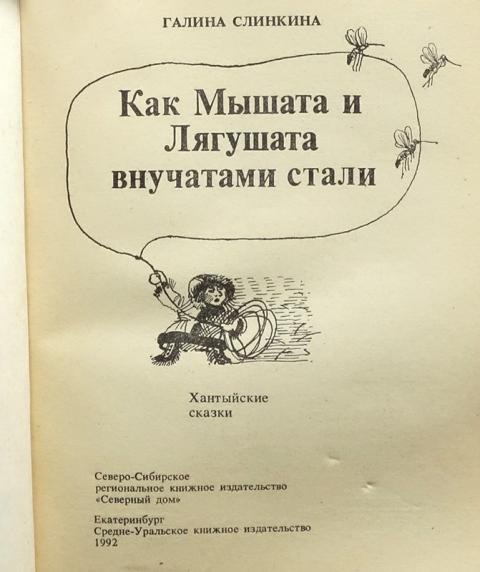 ГАЛИНА СЛИНКИНА
Как Мышата и
Лягушата
внучатами стали
Хантыйские
сказки
Северо-Сибирское
региональное книжное издательство
«Северный дом»
Екатеринбург
Средне-Уральское книжное издательство
1992